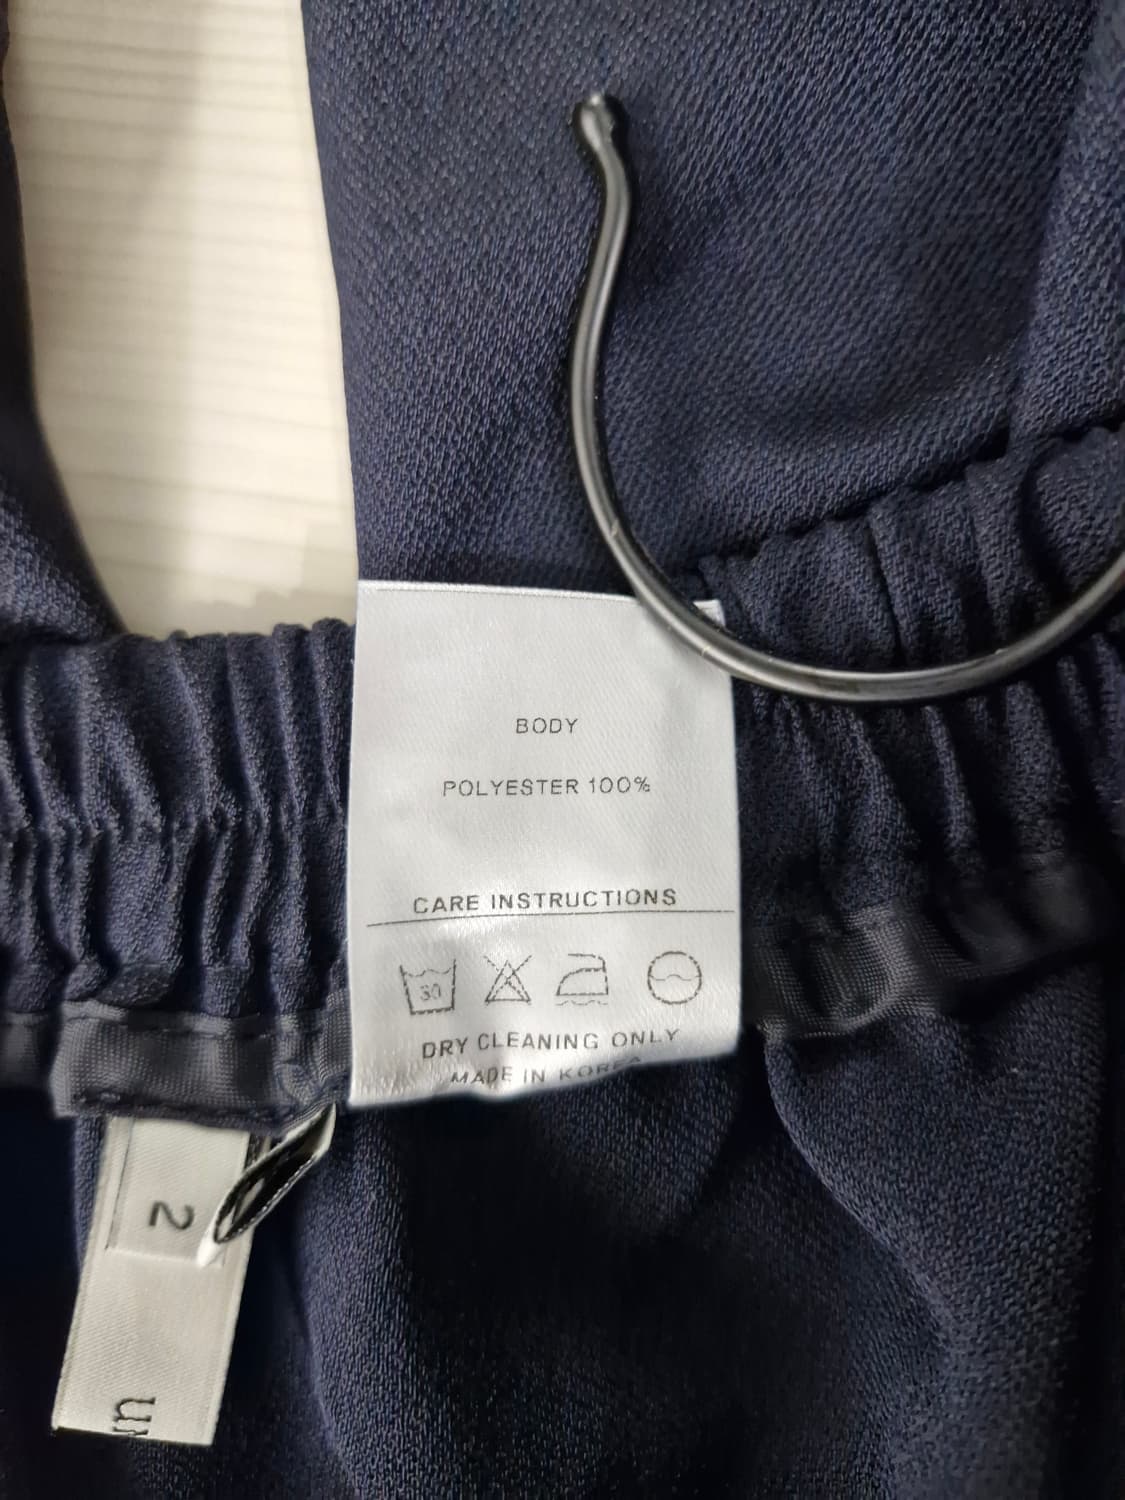 BODY
POLYESTER 100%
CARE INSTRUCTIONS
30
DRY CLEANING ONLY
MADE IN KOREA
2